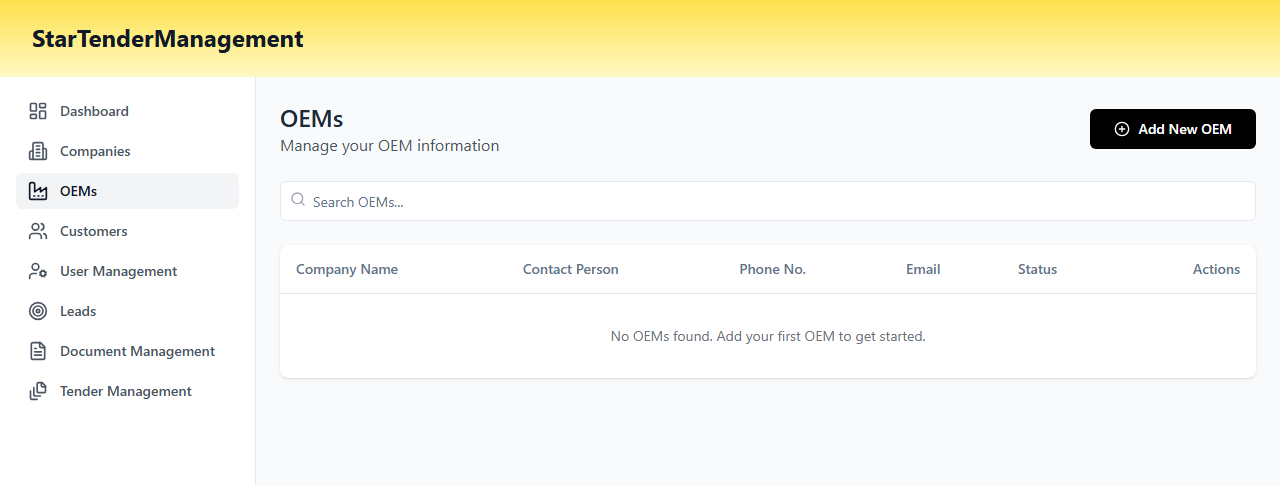 StarTenderManagement
Dashboard
Companies
OEMs
Customers
User Management
Leads
Document Management
Tender Management
OEMs
Manage your OEM information
Add New OEM
Search OEMs...
Company Name Contact Person Phone No. Email Status Actions
No OEMs found. Add your first OEM to get started.